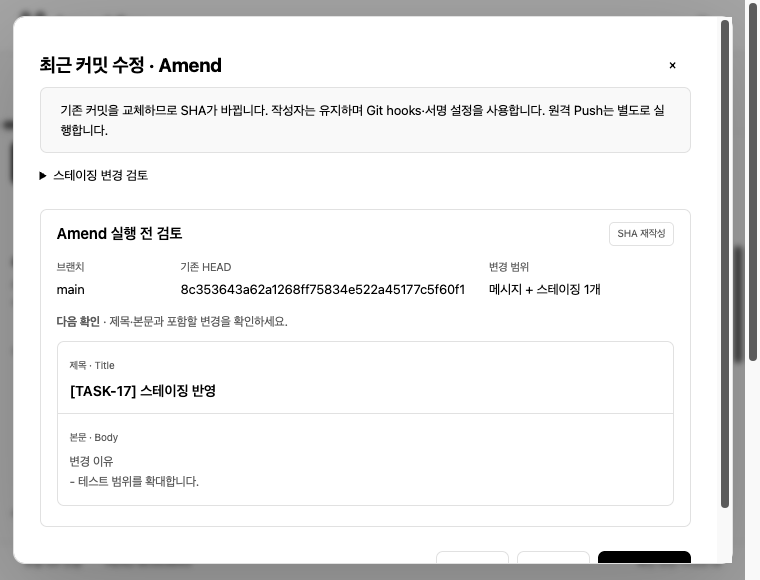 최근 커밋 수정 · Amend
×
기존 커밋을 교체하므로 SHA가 바뀝니다. 작성자는 유지하며 Git hooks·서명 설정을 사용합니다. 원격 Push는 별도로 실
행합니다.
▶ 스테이징 변경 검토
Amend 실행 전 검토
SHA 재작성
브랜치
기존 HEAD
변경 범위
main
8c353643a62a1268ff75834e522a45177c5f60f1
메시지 + 스테이징 1개
다음 확인 · 제목·본문과 포함할 변경을 확인하세요.
제목 · Title
[TASK-17] 스테이징 반영
본문 · Body
변경 이유
- 테스트 범위를 확대합니다.